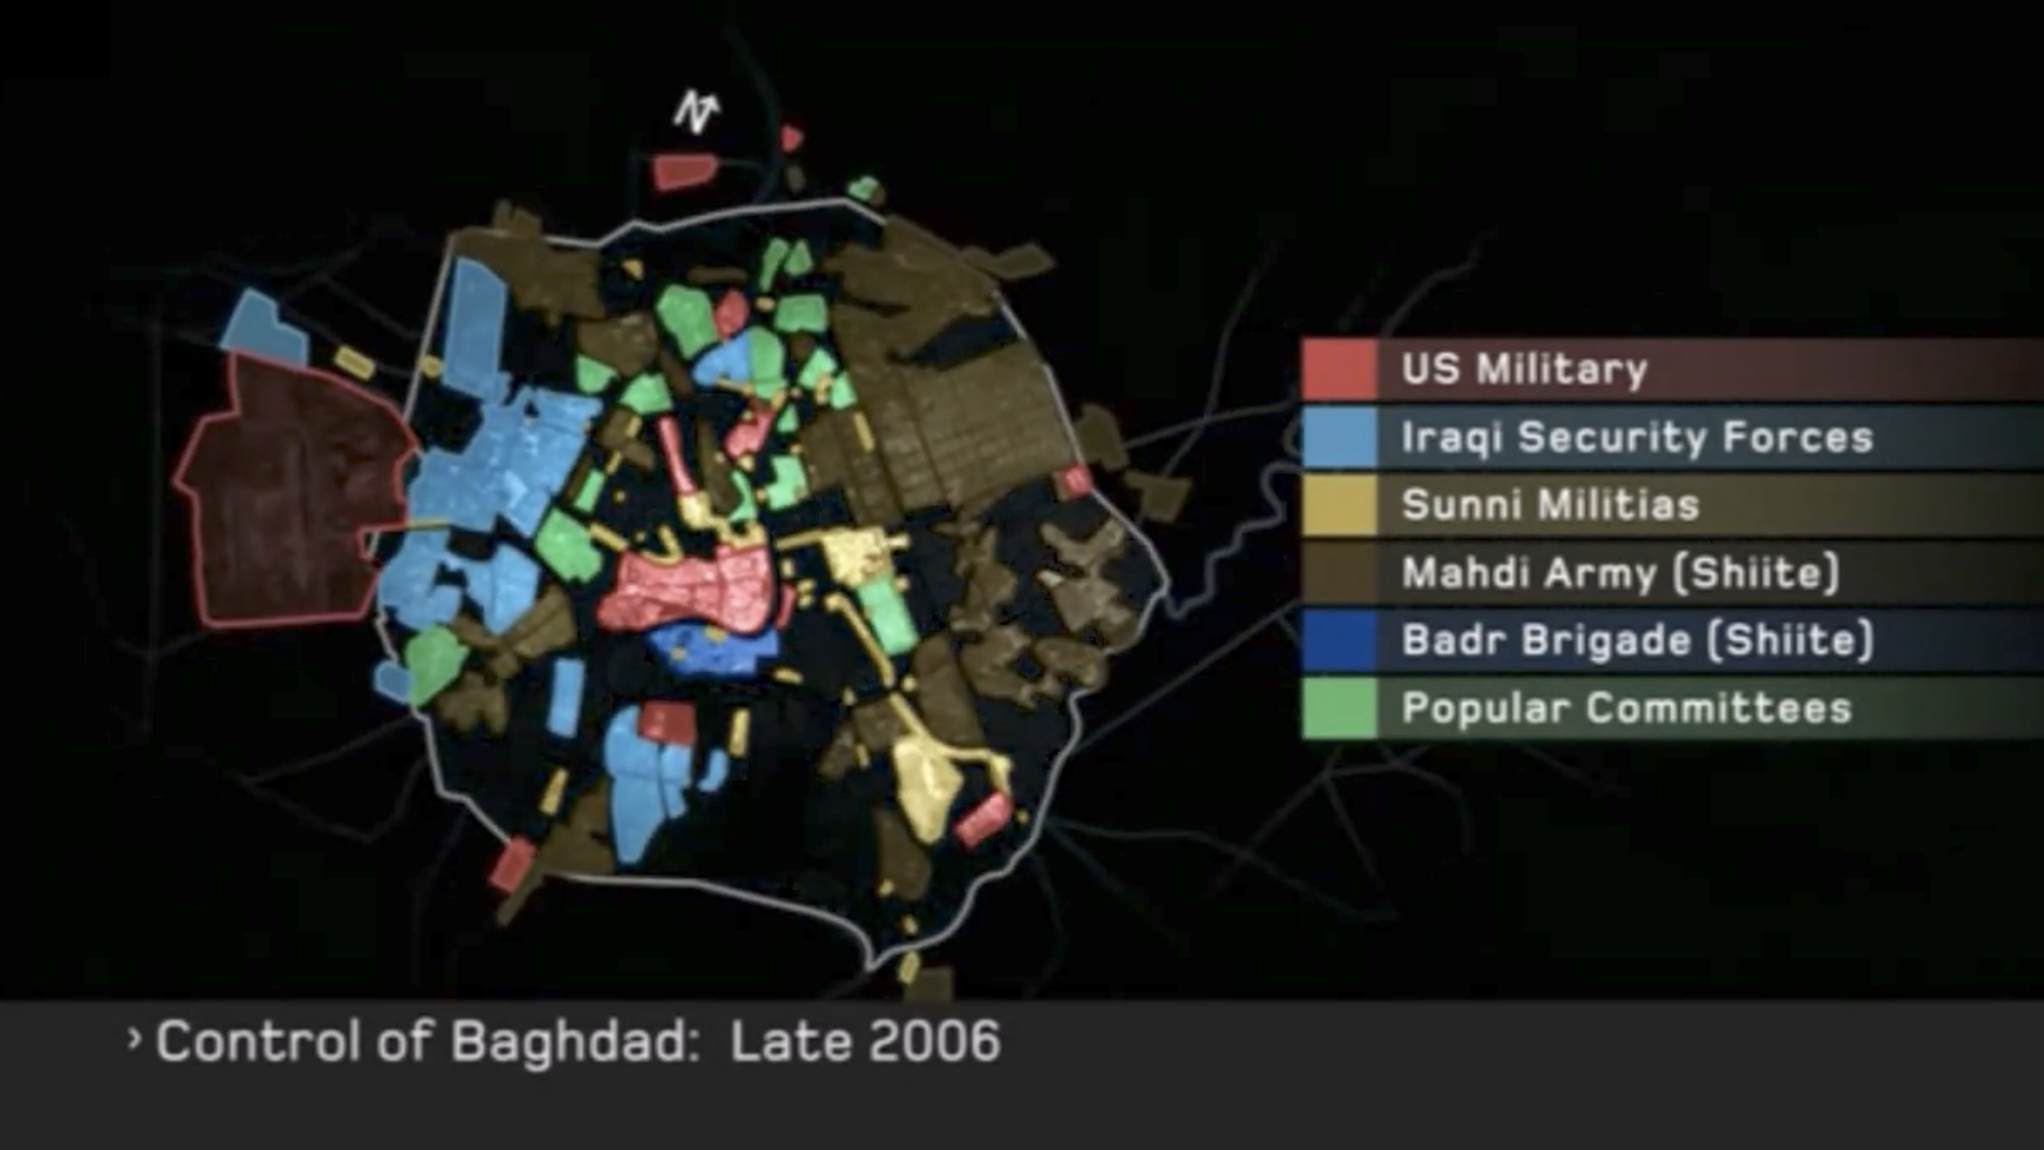 N
US Military
Iraqi Security Forces
Sunni Militias
Mahdi Army (Shiite)
Badr Brigade (Shiite)
Popular Committees
› Control of Baghdad: Late 2006